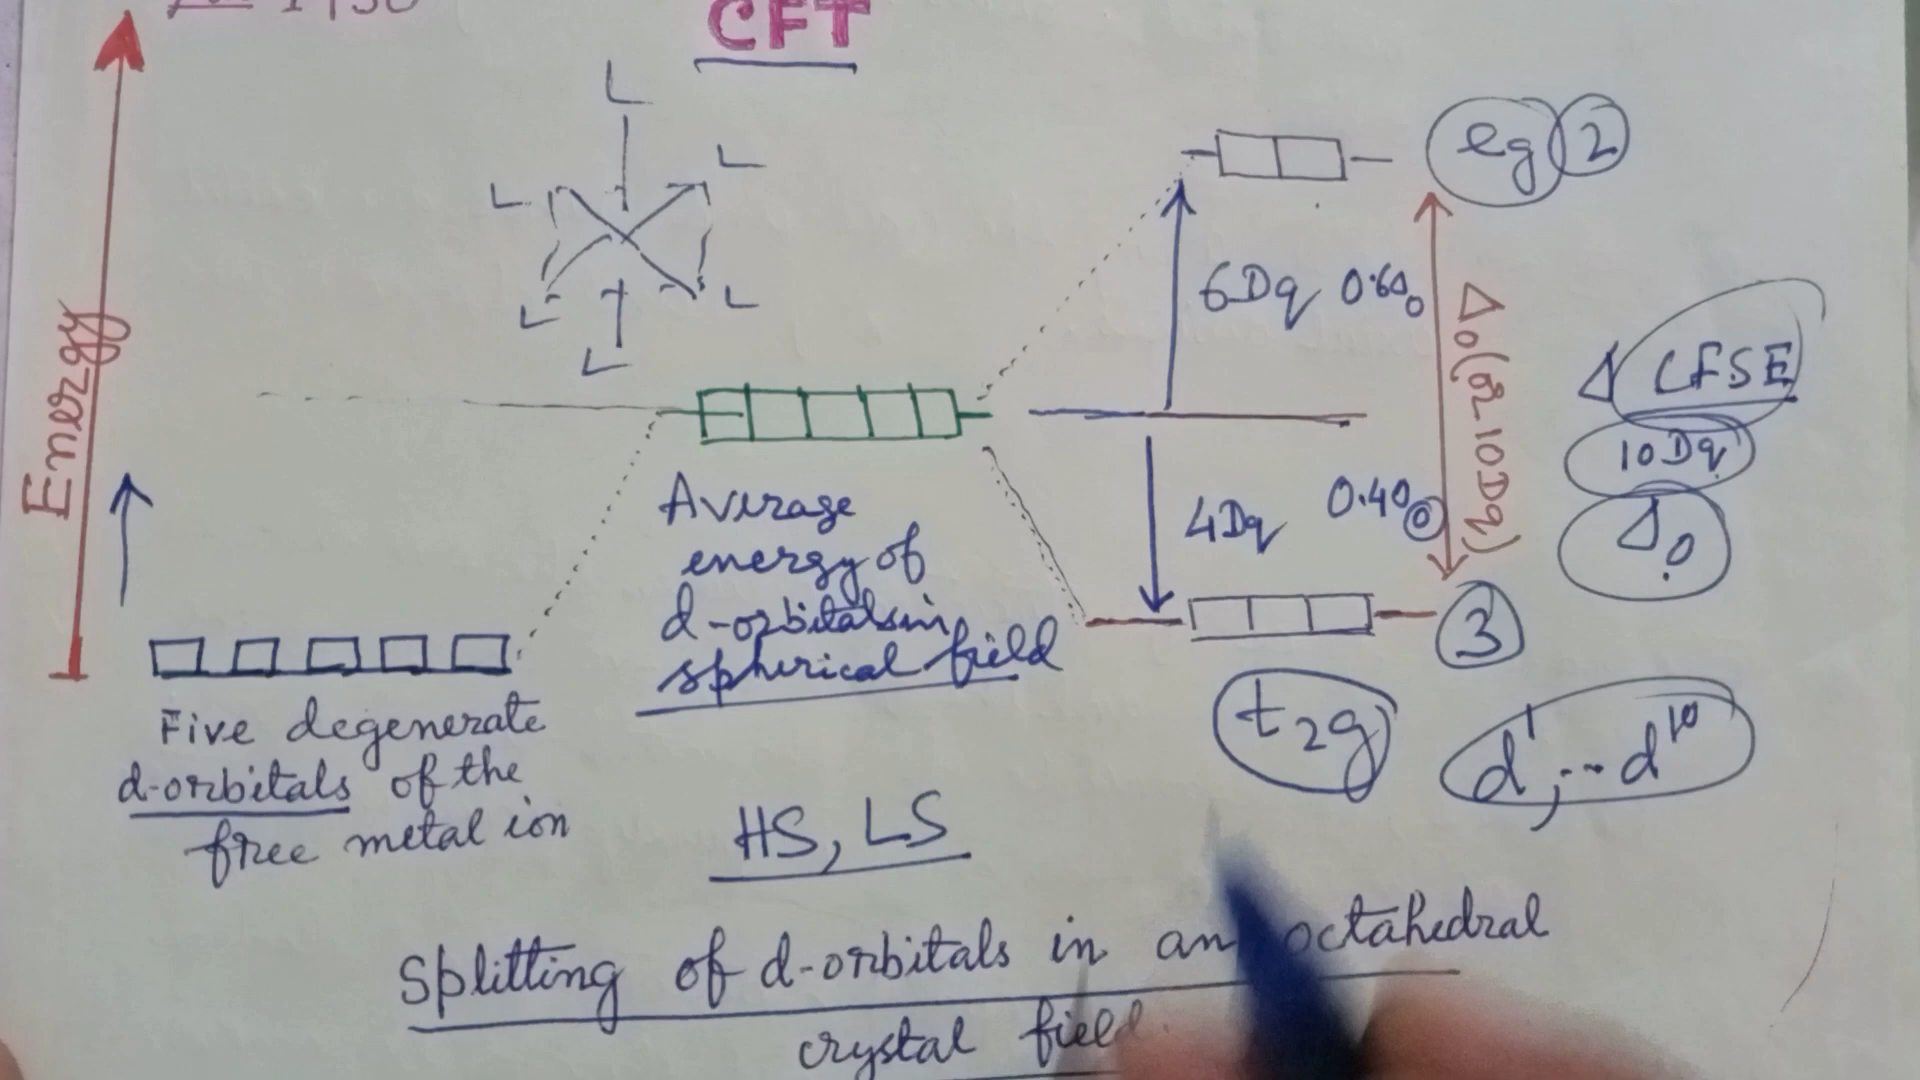 CFT
L
L
L
L
L
L
Energy
eg 2
6Dq 0.6Δo
Δo (or 10Dq)
Δ CFSE
10Dq
Δo
Average
energy of
d-orbitals in
spherical field
4Dq 0.4Δo
3
t2g
d¹, -- d¹⁰
Five degenerate
d-orbitals of the
free metal ion
HS, LS
Splitting of d-orbitals in an octahedral
crystal field